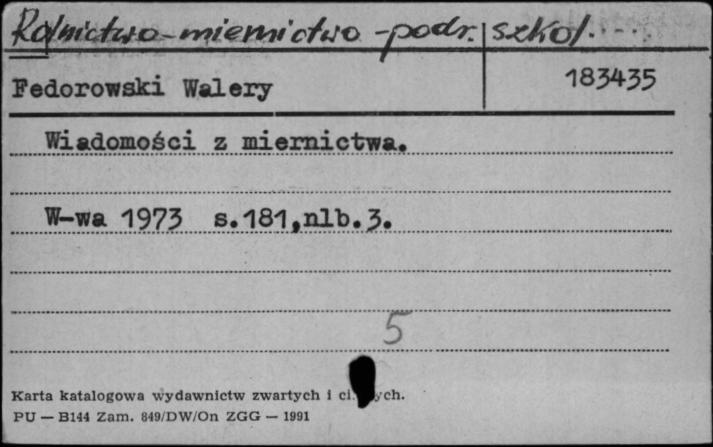 Rolnictwo - miernictwo - podr. szkol.
Fedorowski Walery 183435
Wiadomości z miernictwa.
W-wa 1973 s.181,nlb.3.
5
Karta katalogowa wydawnictw zwartych i
PU — B144 Zam. 849/DW/On ZGG — 1991